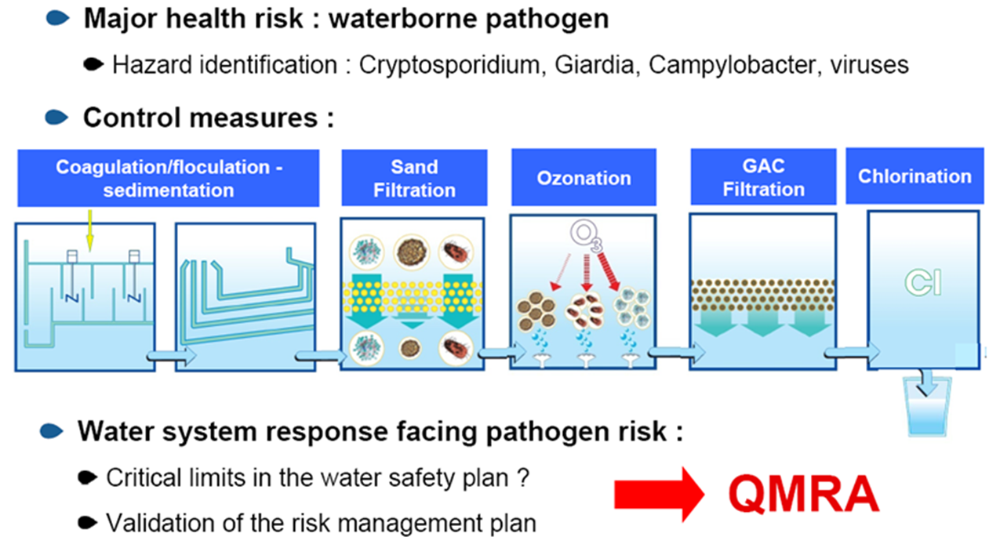 Major health risk : waterborne pathogen
Hazard identification : Cryptosporidium, Giardia, Campylobacter, viruses
Control measures :
Coagulation/floculation -
sedimentation
Sand
Filtration
Ozonation
GAC
Filtration
Chlorination
O3
Cl
Water system response facing pathogen risk :
Critical limits in the water safety plan ?
Validation of the risk management plan
QMRA